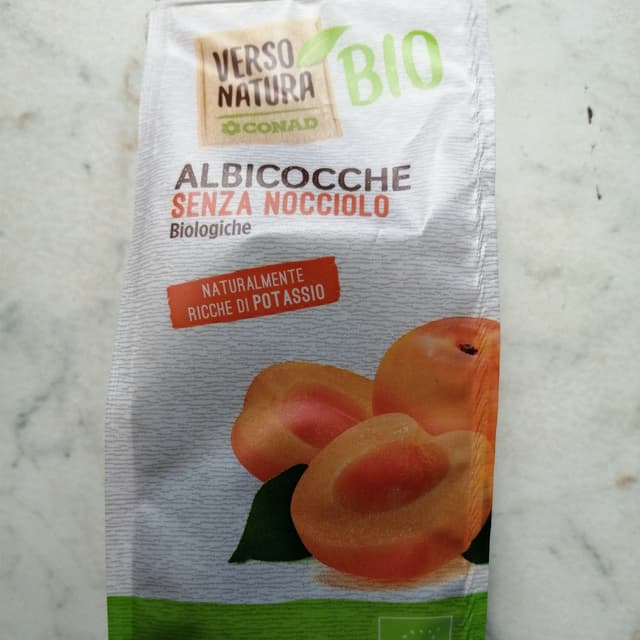 VERSO
NATURA
CONAD
BIO
ALBICOCCHE
SENZA NOCCIOLO
Biologiche
NATURALMENTE
RICCHE DI POTASSIO